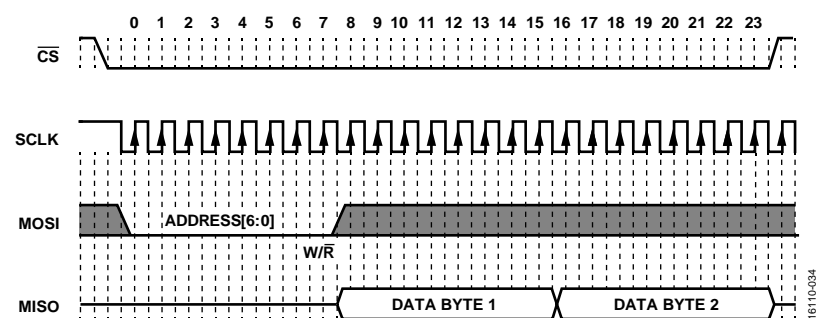 0 1 2 3 4 5 6 7 8 9 10 11 12 13 14 15 16 17 18 19 20 21 22 23
C̅S̅
SCLK
MOSI
ADDRESS[6:0]
W/R̅
MISO
DATA BYTE 1
DATA BYTE 2
16110-034